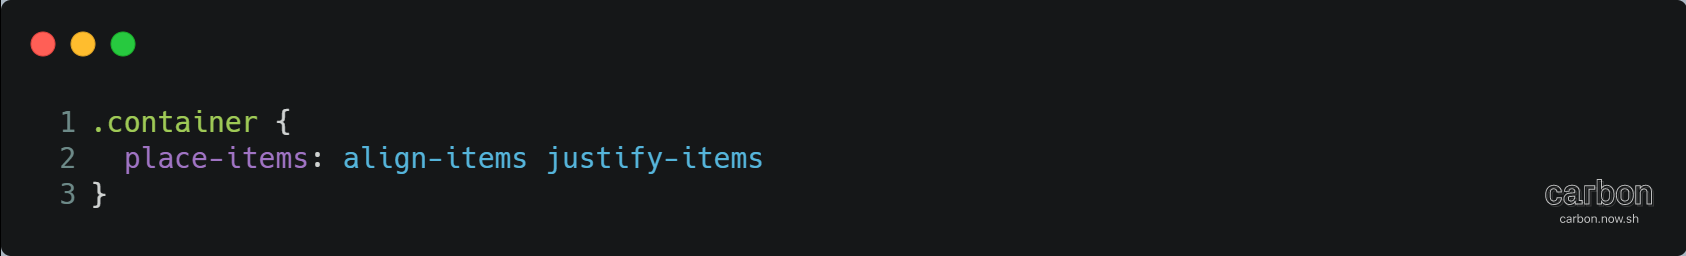 1 .container {
2   place-items: align-items justify-items
3 }
carbon
carbon.now.sh